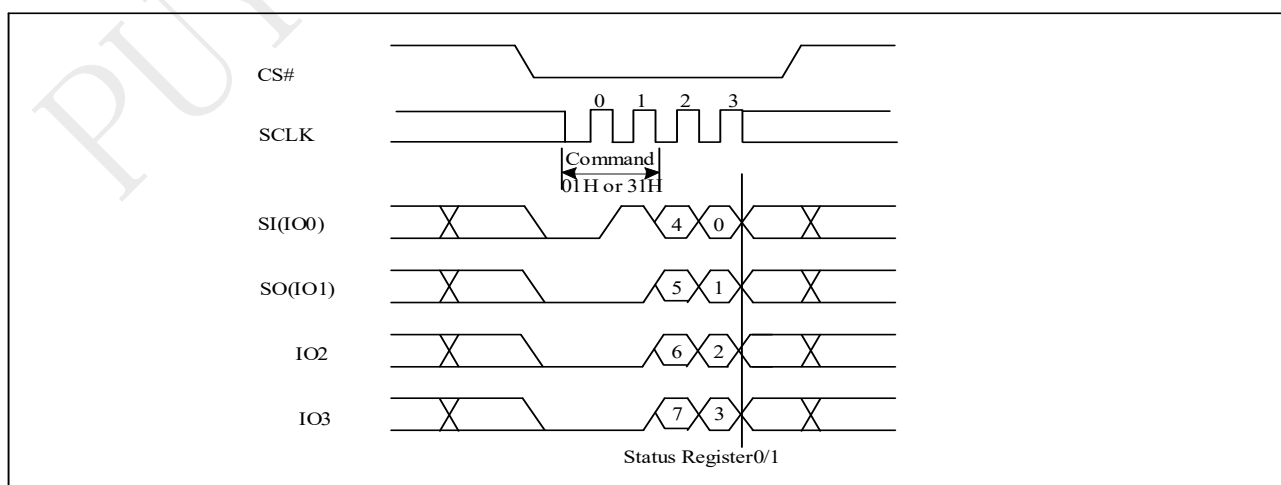 PUY
CS#
0 1 2 3
SCLK
Command
01H or 31H
SI(IO0)
4 0
SO(IO1)
5 1
IO2
6 2
IO3
7 3
Status Register0/1